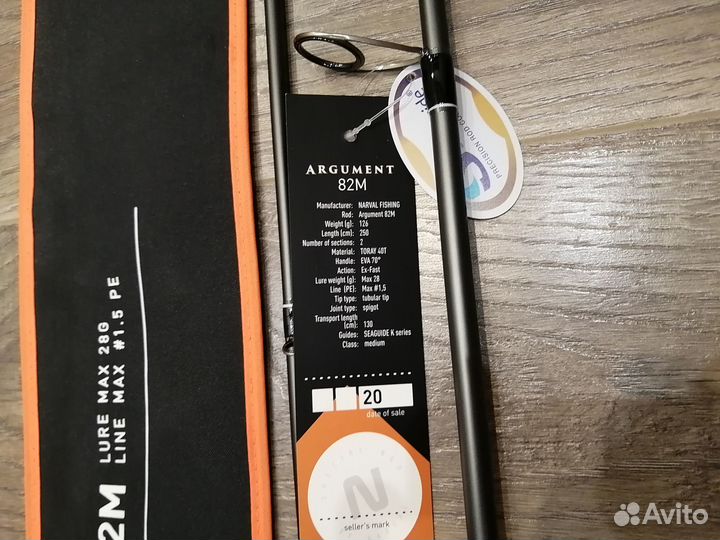 ARGUMENT
82M
Manufacturer: NARVAL FISHING
Rod: Argument 82M
Weight (g): 126
Length (cm): 250
Number of sections: 2
Material: TORAY 40T
Handle: EVA 70°
Action: Ex-Fast
Lure weight (g): Max 28
Line (PE): Max #1,5
Tip type: tubular tip
Joint type: spigot
Transport length
(cm): 130
Guides: SEAGUIDE K series
Class: medium
20
date of sale
N
seller's mark
2M
LURE MAX 28G
LINE MAX #1.5 PE
ide®
PRECISION ROD
Avito